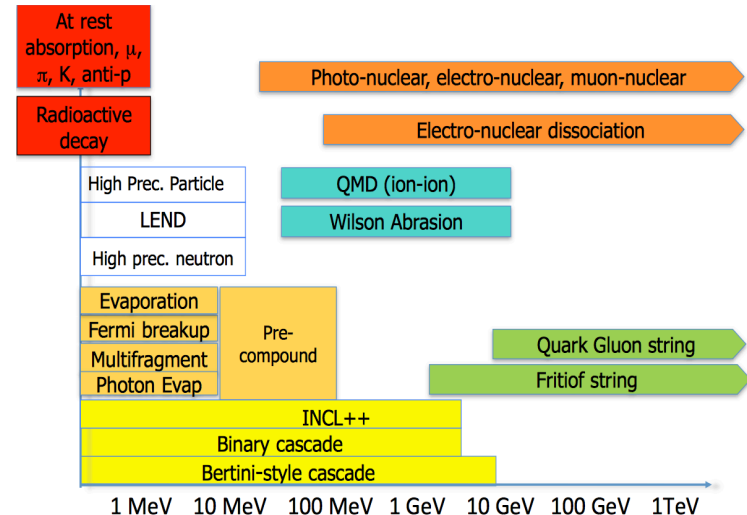 At rest
absorption, μ,
π, K, anti-p
Photo-nuclear, electro-nuclear, muon-nuclear
Radioactive
decay
Electro-nuclear dissociation
High Prec. Particle
QMD (ion-ion)
LEND
Wilson Abrasion
High prec. neutron
Evaporation
Fermi breakup
Pre-
compound
Multifragment
Photon Evap
Quark Gluon string
Fritiof string
INCL++
Binary cascade
Bertini-style cascade
1 MeV 10 MeV 100 MeV 1 GeV 10 GeV 100 GeV 1TeV